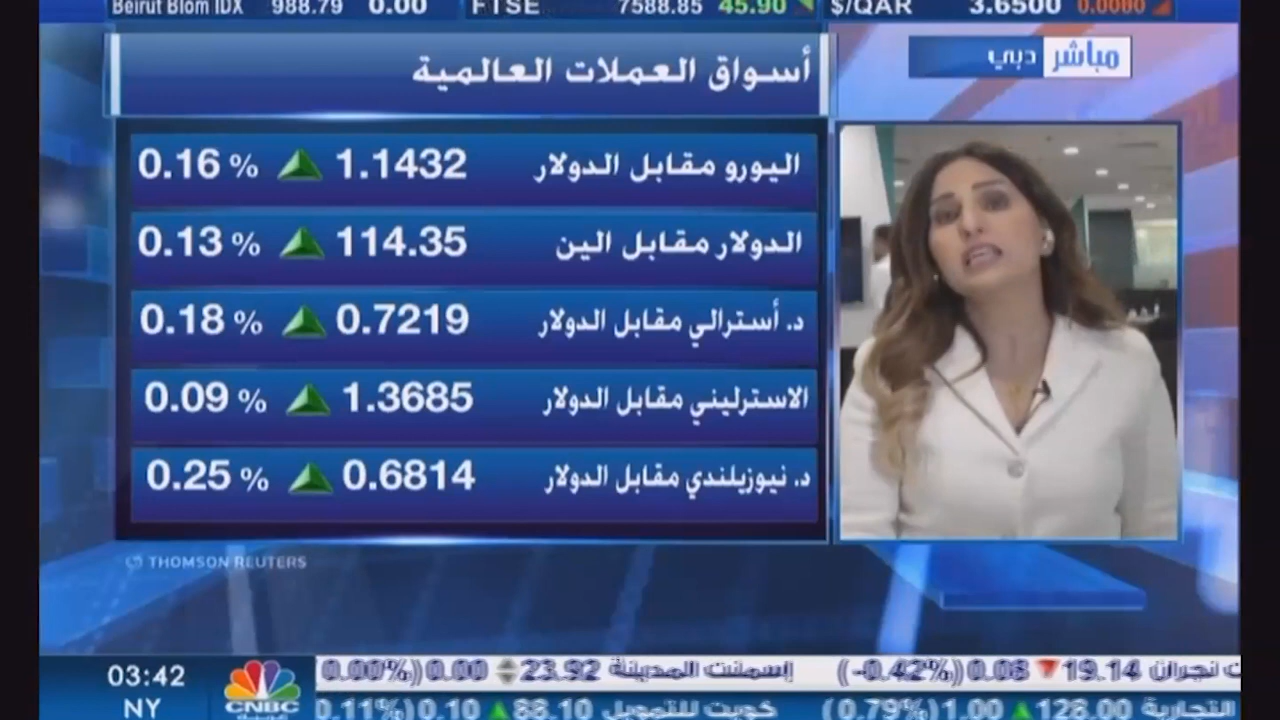 Beirut Blom IDX 988.79 0.00 FTSE 7588.85 45.90 $/QAR 3.6500 0.0000
مباشر دبي
أسواق العملات العالمية
اليورو مقابل الدولار 1.1432 0.16 %
الدولار مقابل الين 114.35 0.13 %
د. أسترالي مقابل الدولار 0.7219 0.18 %
الاسترليني مقابل الدولار 1.3685 0.09 %
د. نيوزيلندي مقابل الدولار 0.6814 0.25 %
THOMSON REUTERS
03:42
NY
CNBC
عربية
نجران 19.14 0.08 (-0.42%) إسمنت المدينة 23.92 0.00 (0.00%)
التجارية 128.00 1.00 (0.79%) كويت للتمويل 88.10 0.10 0.11%)